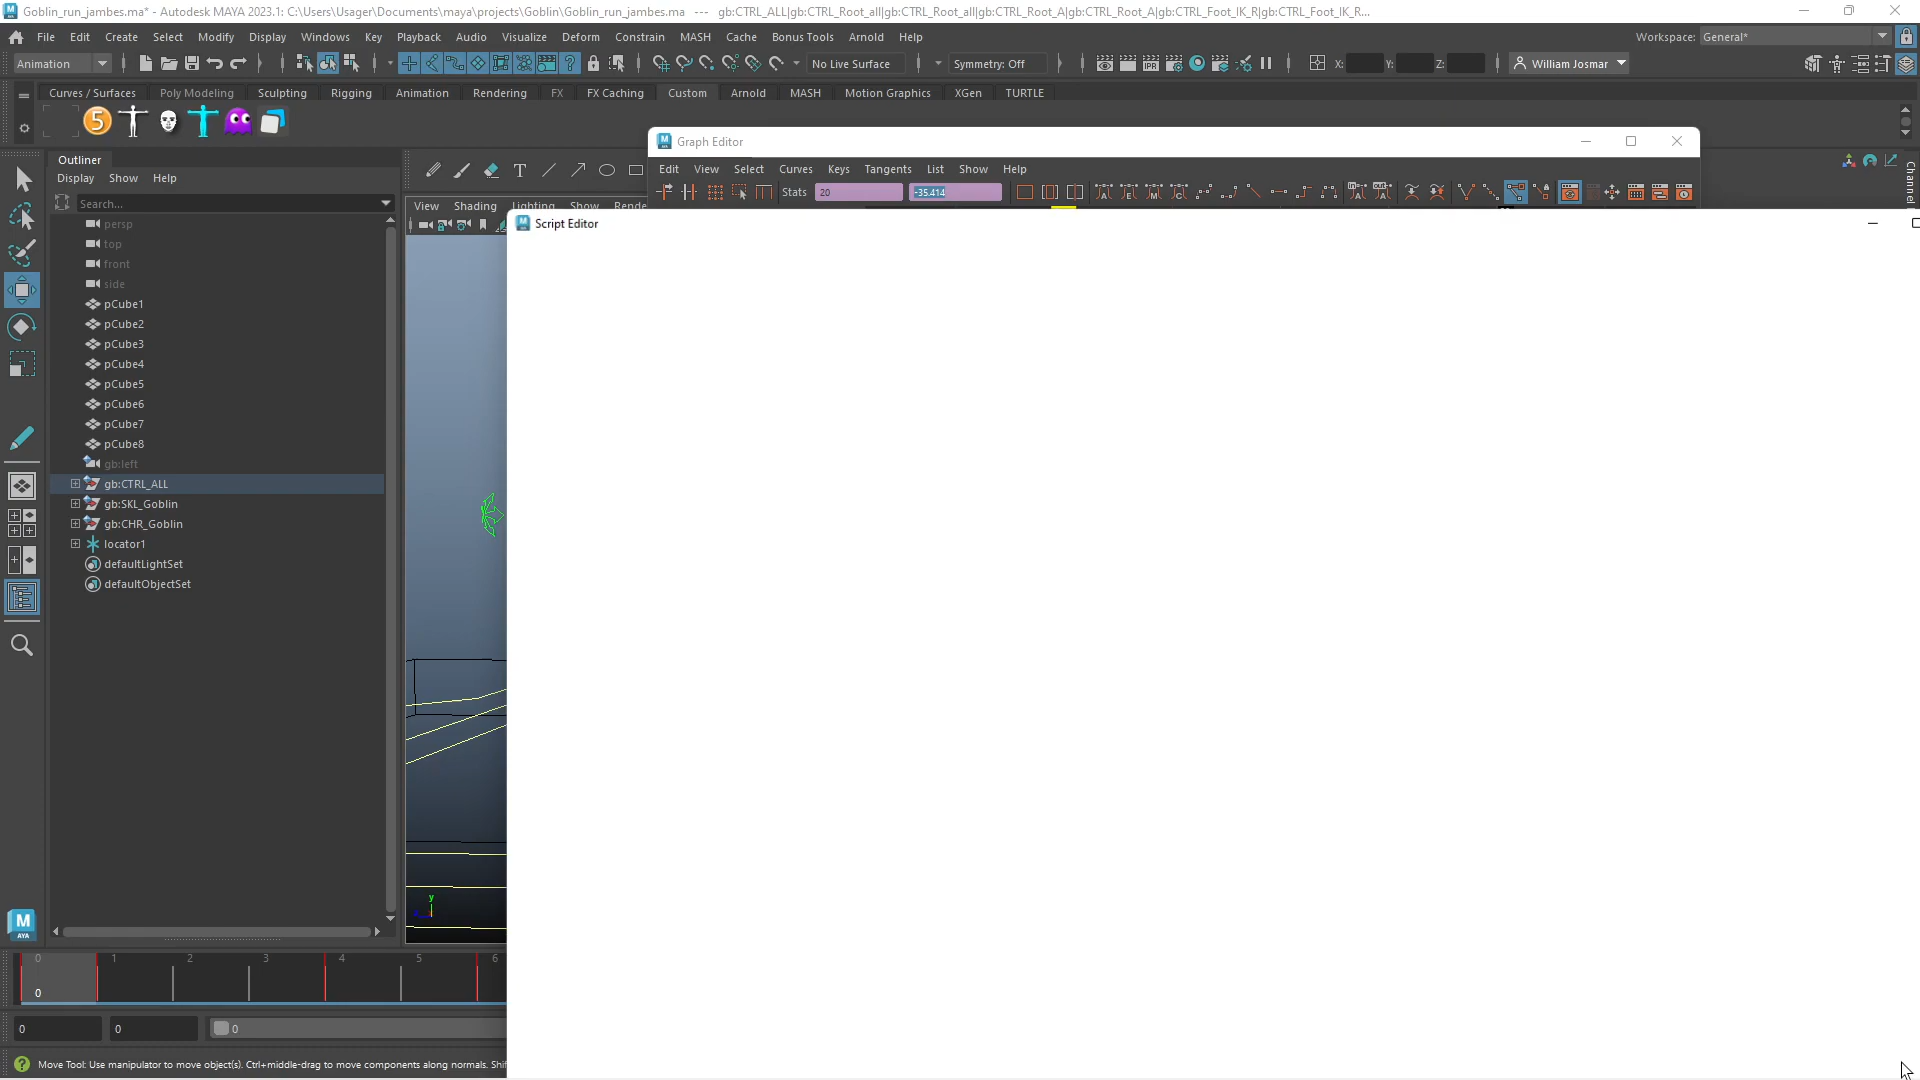 Goblin_run_jambes.ma* - Autodesk MAYA 2023.1: C:\Users\Usager\Documents\maya\projects\Goblin\Goblin_run_jambes.ma --- gb:CTRL_ALL|gb:CTRL_Root_all|gb:CTRL_Root_all|gb:CTRL_Root_A|gb:CTRL_Root_A|gb:CTRL_Foot_IK_R|gb:CTRL_Foot_IK_R...
File Edit Create Select Modify Display Windows Key Playback Audio Visualize Deform Constrain MASH Cache Bonus Tools Arnold Help Workspace: General*
Animation No Live Surface Symmetry: Off IPR X: Y: Z: William Josmar
Curves / Surfaces Poly Modeling Sculpting Rigging Animation Rendering FX FX Caching Custom Arnold MASH Motion Graphics XGen TURTLE
5
Graph Editor
Outliner
Edit View Select Curves Keys Tangents List Show Help
Display Show Help
Stats 20 -35.414
Search...
View Shading Lighting Show Rende
Script Editor
persp
top
front
side
pCube1
pCube2
pCube3
pCube4
pCube5
pCube6
pCube7
pCube8
gb:left
gb:CTRL_ALL
gb:SKL_Goblin
gb:CHR_Goblin
locator1
defaultLightSet
defaultObjectSet
y
M
AYA
0 1 2 3 4 5 6
0
0 0 0
Move Tool: Use manipulator to move object(s). Ctrl+middle-drag to move components along normals. Shi